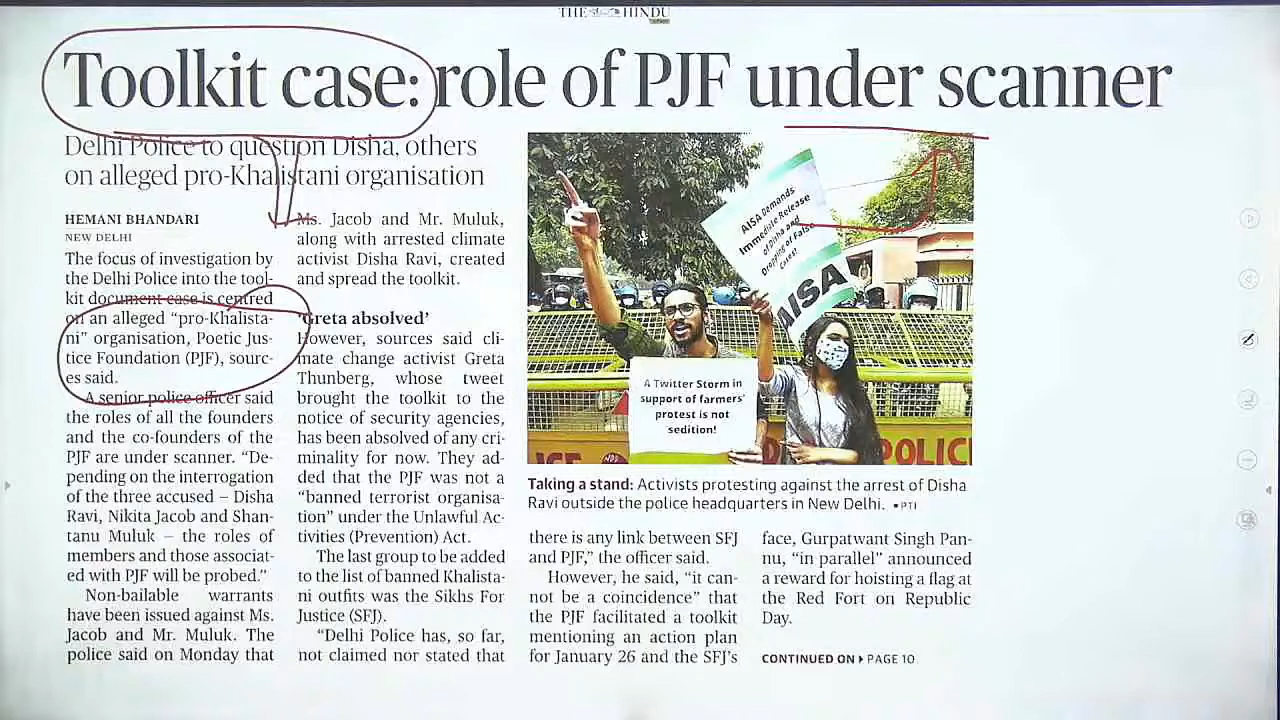 THE HINDU
Toolkit case: role of PJF under scanner
Delhi Police to question Disha, others
on alleged pro-Khalistani organisation
HEMANI BHANDARI
NEW DELHI
The focus of investigation by
the Delhi Police into the tool-
kit document case is centred
on an alleged “pro-Khalista-
ni” organisation, Poetic Jus-
tice Foundation (PJF), sourc-
es said.
A senior police officer said
the roles of all the founders
and the co-founders of the
PJF are under scanner. “De-
pending on the interrogation
of the three accused – Disha
Ravi, Nikita Jacob and Shan-
tanu Muluk – the roles of
members and those associat-
ed with PJF will be probed.”
Non-bailable warrants
have been issued against Ms.
Jacob and Mr. Muluk. The
police said on Monday that
Ms. Jacob and Mr. Muluk,
along with arrested climate
activist Disha Ravi, created
and spread the toolkit.
‘Greta absolved’
However, sources said cli-
mate change activist Greta
Thunberg, whose tweet
brought the toolkit to the
notice of security agencies,
has been absolved of any cri-
minality for now. They ad-
ded that the PJF was not a
“banned terrorist organisa-
tion” under the Unlawful Ac-
tivities (Prevention) Act.
The last group to be added
to the list of banned Khalista-
ni outfits was the Sikhs For
Justice (SFJ).
“Delhi Police has, so far,
not claimed nor stated that
AISA Demands
Immediate Release
of Disha and
Dropping of False
Cases!
AISA
A Twitter Storm in
support of farmers'
protest is not
sedition!
POLICE
Taking a stand: Activists protesting against the arrest of Disha
Ravi outside the police headquarters in New Delhi. •PTI
there is any link between SFJ
and PJF,” the officer said.
However, he said, “it can-
not be a coincidence” that
the PJF facilitated a toolkit
mentioning an action plan
for January 26 and the SFJ’s
face, Gurpatwant Singh Pan-
nu, “in parallel” announced
a reward for hoisting a flag at
the Red Fort on Republic
Day.
CONTINUED ON PAGE 10